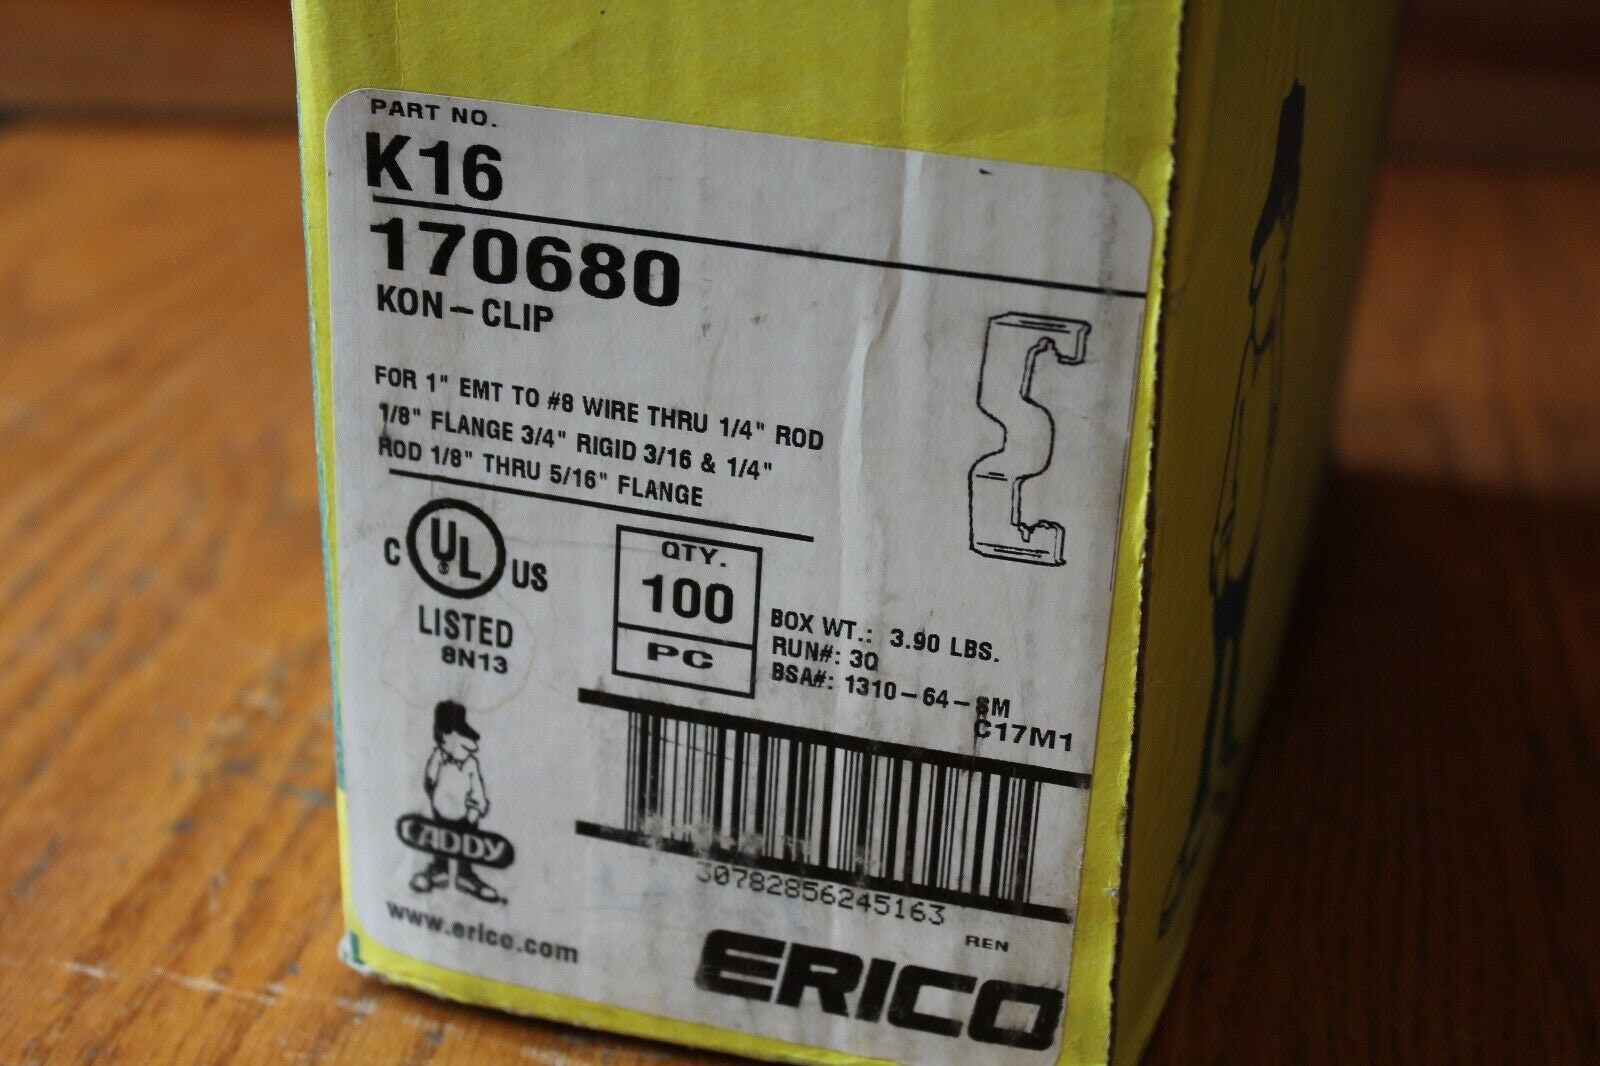 PART NO.
K16
170680
KON-CLIP
FOR 1" EMT TO #8 WIRE THRU 1/4" ROD
1/8" FLANGE 3/4" RIGID 3/16 & 1/4"
ROD 1/8" THRU 5/16" FLANGE
C UL® US
LISTED
8N13
QTY.
100
PC
BOX WT.: 3.90 LBS.
RUN#: 3Q
BSA#: 1310-64-SM
C17M1
CADDY
30782856245163
REN
www.erico.com
ERICO